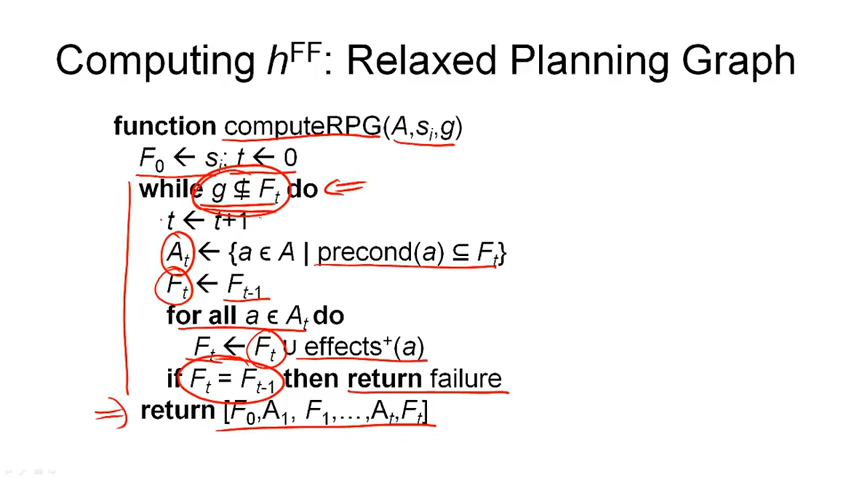 Computing hFF: Relaxed Planning Graph
function computeRPG(A,si,g)
F0 ← si; t ← 0
while g ⊈ Ft do
t ← t+1
At ← {a ϵ A | precond(a) ⊆ Ft}
Ft ← Ft-1
for all a ϵ At do
Ft ← Ft ∪ effects+(a)
if Ft = Ft-1 then return failure
return [F0,A1, F1,…,At,Ft]